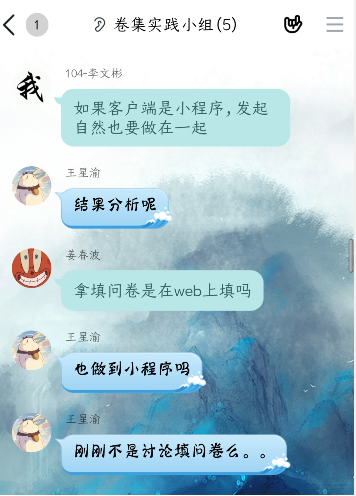 1
卷集实践小组(5)
我
104-李文彬
如果客户端是小程序，发起
自然也要做在一起
王星渝
结果分析呢
姜春波
拿填问卷是在web上填吗
王星渝
也做到小程序吗
王星渝
刚刚不是讨论填问卷么。。